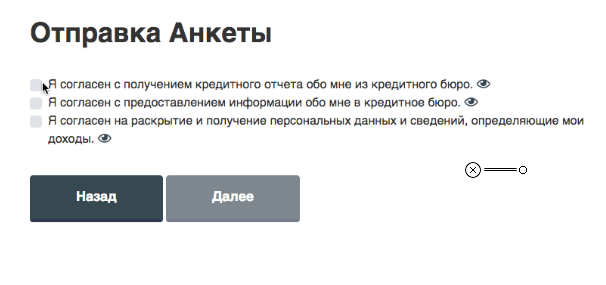 Отправка Анкеты
Я согласен с получением кредитного отчета обо мне из кредитного бюро.
Я согласен с предоставлением информации обо мне в кредитное бюро.
Я согласен на раскрытие и получение персональных данных и сведений, определяющие мои
доходы.
Назад Далее